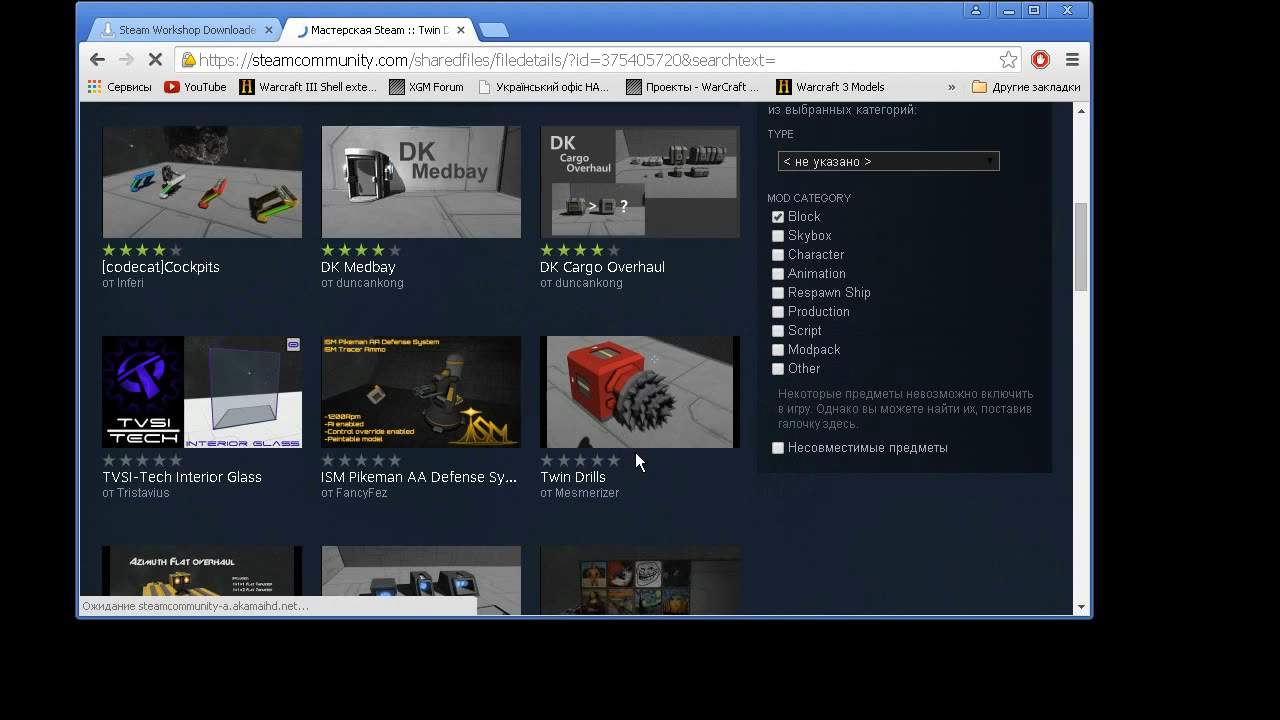 Steam Workshop Downloade
Мастерская Steam :: Twin D
https://steamcommunity.com/sharedfiles/filedetails/?id=375405720&searchtext=
Сервисы
YouTube
Warcraft III Shell exte...
XGM Forum
Український офіс НА...
Проекты - WarCraft ...
Warcraft 3 Models
»
Другие закладки
из выбранных категорий:
TYPE
< не указано >
MOD CATEGORY
Block
Skybox
Character
Animation
Respawn Ship
Production
Script
Modpack
Other
Некоторые предметы невозможно включить
в игру. Однако вы можете найти их, поставив
галочку здесь.
Несовместимые предметы
[codecat]Cockpits
от Inferi
DK
Medbay
DK Medbay
от duncankong
DK
Cargo
Overhaul
> ?
DK Cargo Overhaul
от duncankong
TVSI
TECH
INTERIOR GLASS
TVSI-Tech Interior Glass
от Tristavius
ISM Pikeman AA Defense System
ISM Tracer Ammo
-1200Rpm
-AI enabled
-Control override enabled
-Paintable model
ISM
ISM Pikeman AA Defense Sy...
от FancyFez
Twin Drills
от Mesmerizer
Azimuth Flat overhaul
Ожидание steamcommunity-a.akamaihd.net...